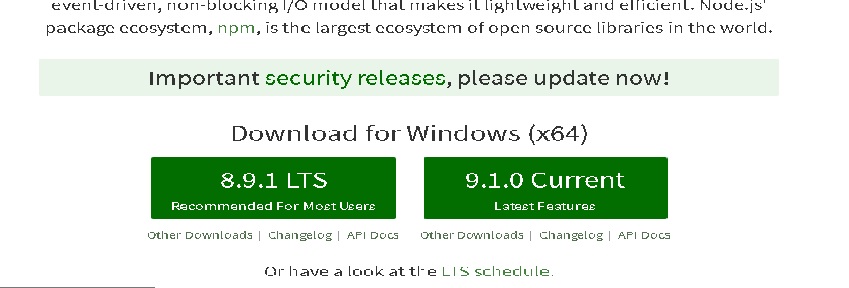 event-driven, non-blocking I/O model that makes it lightweight and efficient. Node.js'
package ecosystem, npm, is the largest ecosystem of open source libraries in the world.
Important security releases, please update now!
Download for Windows (x64)
8.9.1 LTS
Recommended For Most Users
9.1.0 Current
Latest Features
Other Downloads | Changelog | API Docs
Other Downloads | Changelog | API Docs
Or have a look at the LTS schedule.